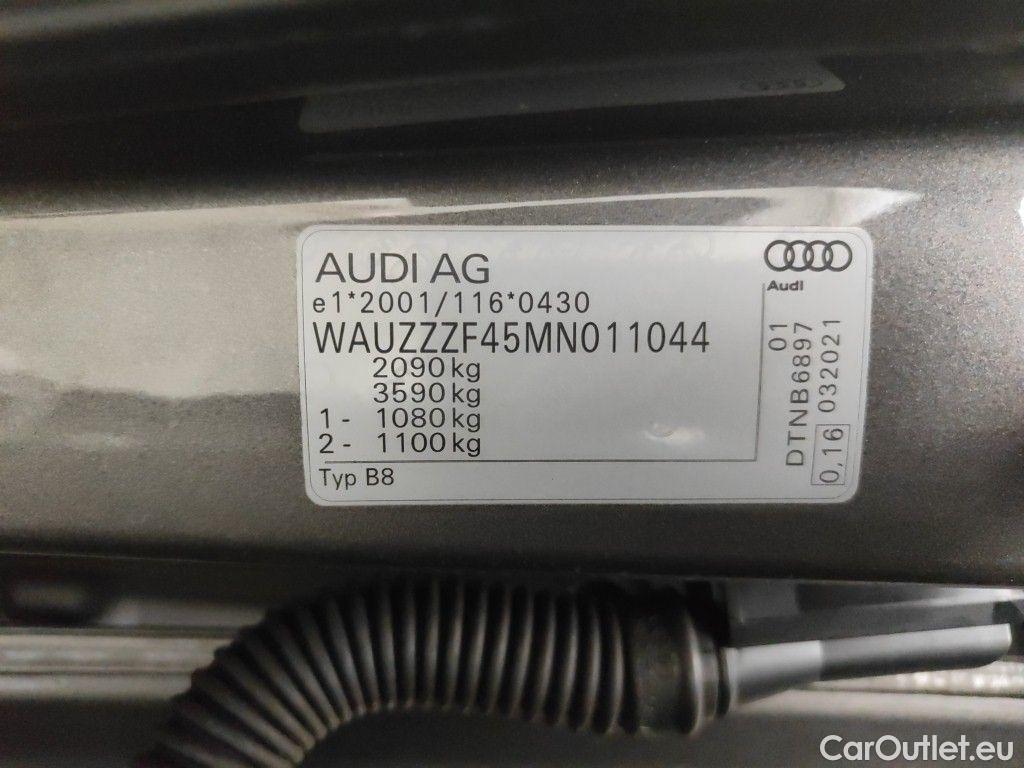 AUDI AG
e1*2001/116*0430
WAUZZZF45MN011044
2090 kg
3590 kg
1 - 1080 kg
2 - 1100 kg
Typ B8
Audi
01
DTNB6897
0,16 032021
CarOutlet.eu